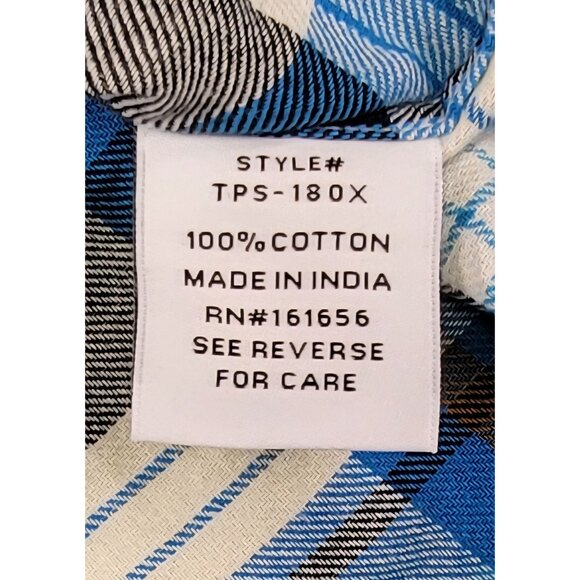 STYLE#
TPS-180X
100% COTTON
MADE IN INDIA
RN#161656
SEE REVERSE
FOR CARE